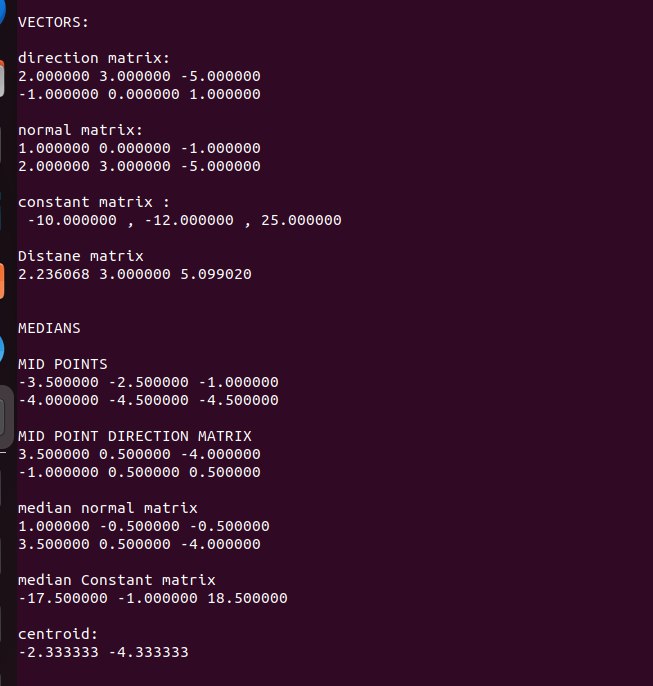 VECTORS:
direction matrix:
2.000000 3.000000 -5.000000
-1.000000 0.000000 1.000000
normal matrix:
1.000000 0.000000 -1.000000
2.000000 3.000000 -5.000000
constant matrix :
-10.000000 , -12.000000 , 25.000000
Distane matrix
2.236068 3.000000 5.099020
MEDIANS
MID POINTS
-3.500000 -2.500000 -1.000000
-4.000000 -4.500000 -4.500000
MID POINT DIRECTION MATRIX
3.500000 0.500000 -4.000000
-1.000000 0.500000 0.500000
median normal matrix
1.000000 -0.500000 -0.500000
3.500000 0.500000 -4.000000
median Constant matrix
-17.500000 -1.000000 18.500000
centroid:
-2.333333 -4.333333